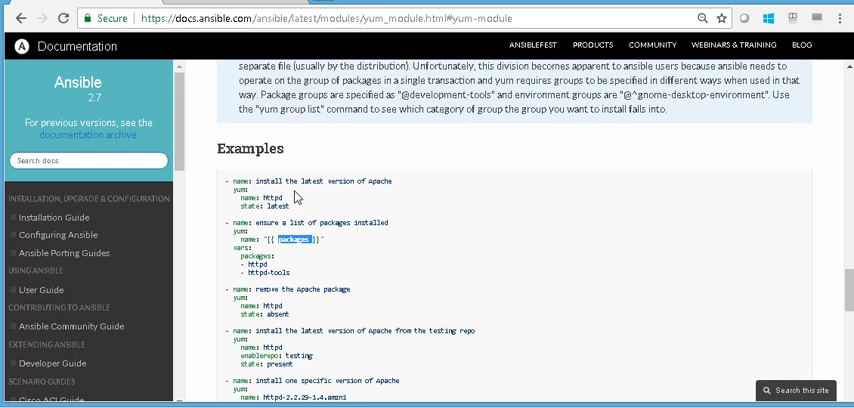 Secure
https://docs.ansible.com/ansible/latest/modules/yum_module.html#yum-module
A Documentation
ANSIBLEFEST PRODUCTS COMMUNITY WEBINARS & TRAINING BLOG
Ansible
2.7
For previous versions, see the
documentation archive.
Search docs
INSTALLATION, UPGRADE & CONFIGURATION
Installation Guide
Configuring Ansible
Ansible Porting Guides
USING ANSIBLE
User Guide
CONTRIBUTING TO ANSIBLE
Ansible Community Guide
EXTENDING ANSIBLE
Developer Guide
SCENARIO GUIDES
Cisco ACI Guide
separate file (usually by the distribution). Unfortunately, this division becomes apparent to ansible users because ansible needs to
operate on the group of packages in a single transaction and yum requires groups to be specified in different ways when used in that
way. Package groups are specified as "@development-tools" and environment groups are "@^gnome-desktop-environment". Use
the "yum group list" command to see which category of group the group you want to install falls into.
Examples
- name: install the latest version of Apache
yum:
name: httpd
state: latest
- name: ensure a list of packages installed
yum:
name: "{{ packages }}"
vars:
packages:
- httpd
- httpd-tools
- name: remove the Apache package
yum:
name: httpd
state: absent
- name: install the latest version of Apache from the testing repo
yum:
name: httpd
enablerepo: testing
state: present
- name: install one specific version of Apache
yum:
name: httpd-2.2.29-1.4.amzn1
Search this site